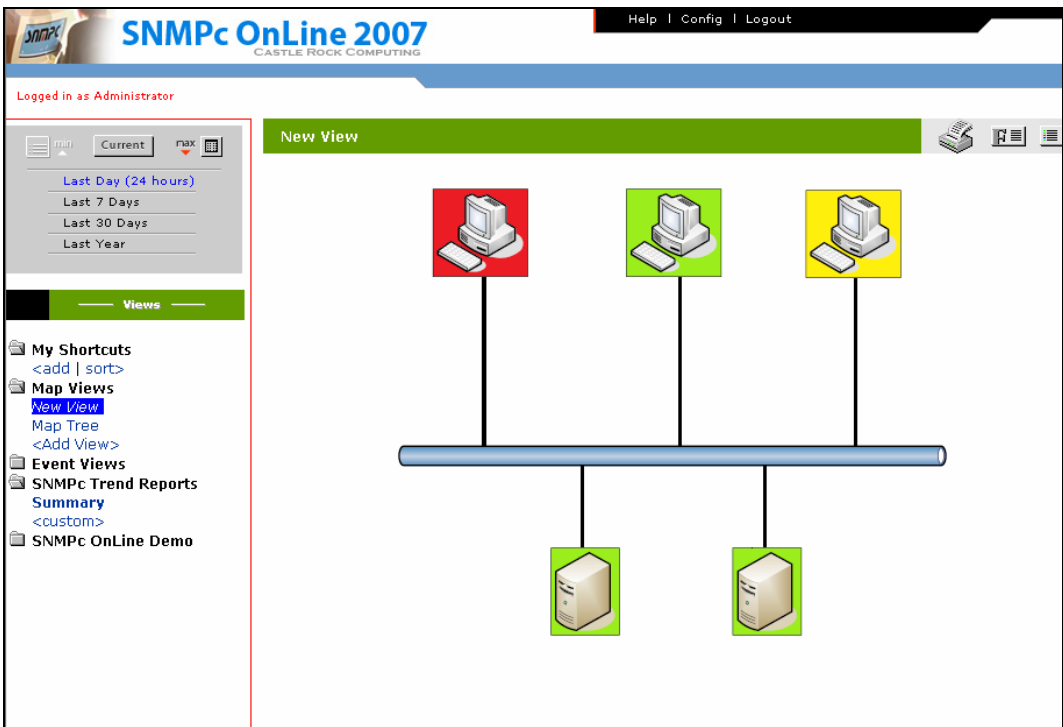 SNMPc
SNMPc OnLine 2007
CASTLE ROCK COMPUTING
Help | Config | Logout
Logged in as Administrator
min Current max
Last Day (24 hours)
Last 7 Days
Last 30 Days
Last Year
Views
My Shortcuts
<add | sort>
Map Views
New View
Map Tree
<Add View>
Event Views
SNMPc Trend Reports
Summary
<custom>
SNMPc OnLine Demo
New View